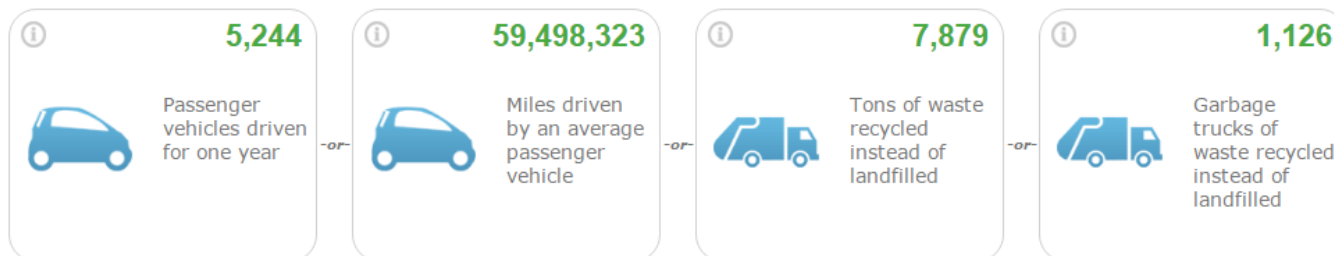 5,244
Passenger
vehicles driven
for one year
-or-
59,498,323
Miles driven
by an average
passenger
vehicle
-or-
7,879
Tons of waste
recycled
instead of
landfilled
-or-
1,126
Garbage
trucks of
waste recycled
instead of
landfilled